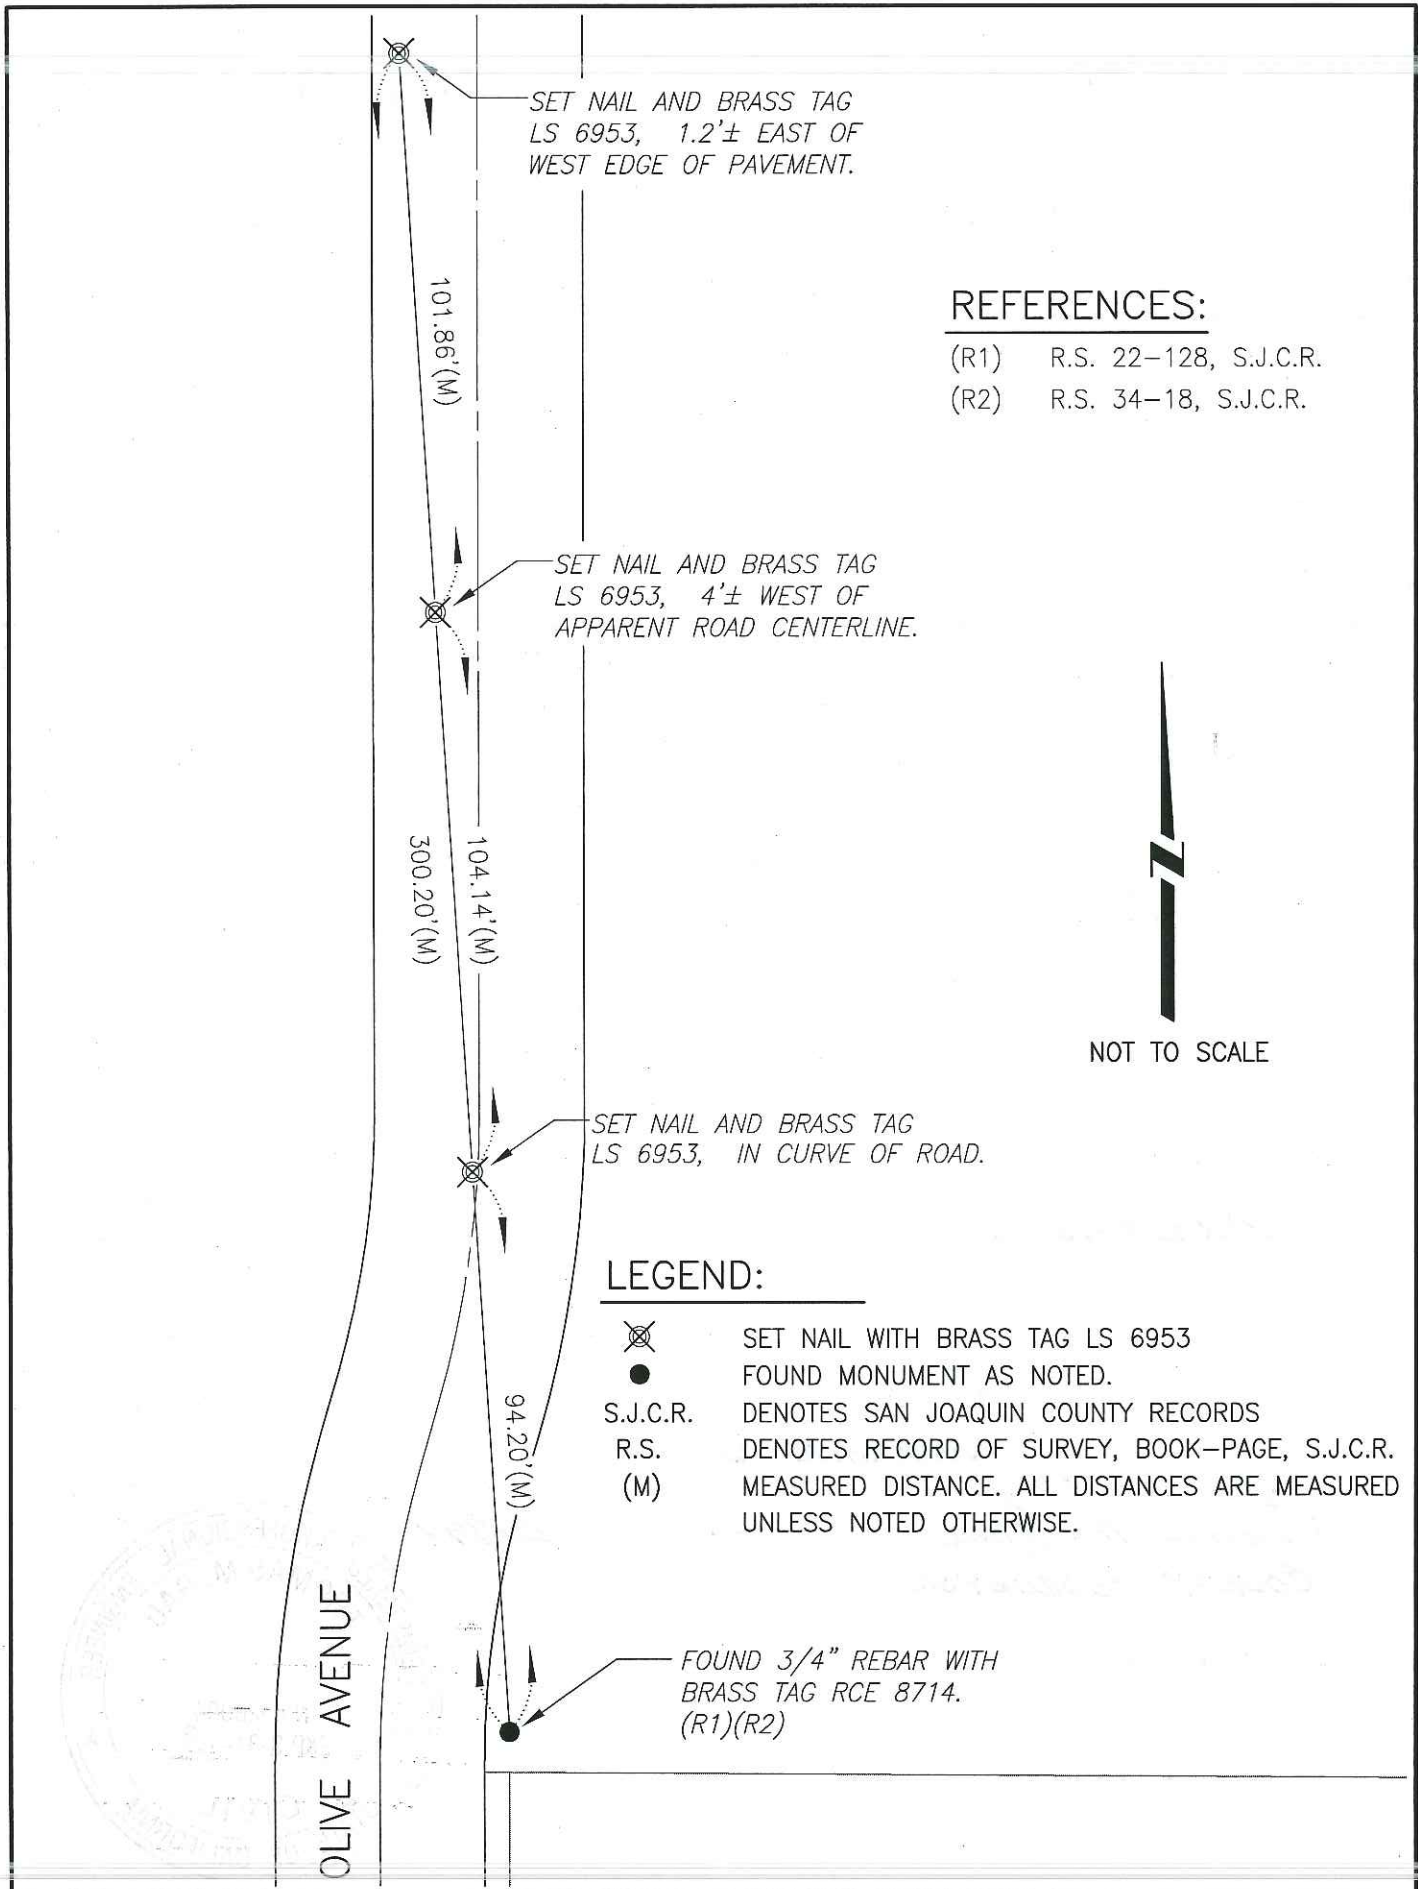 SET NAIL AND BRASS TAG
LS 6953, 1.2'± EAST OF
WEST EDGE OF PAVEMENT.
101.86'(M)
REFERENCES:
(R1) R.S. 22-128, S.J.C.R.
(R2) R.S. 34-18, S.J.C.R.
SET NAIL AND BRASS TAG
LS 6953, 4'± WEST OF
APPARENT ROAD CENTERLINE.
300.20'(M)
104.14'(M)
Z
NOT TO SCALE
SET NAIL AND BRASS TAG
LS 6953, IN CURVE OF ROAD.
LEGEND:
SET NAIL WITH BRASS TAG LS 6953
FOUND MONUMENT AS NOTED.
S.J.C.R. DENOTES SAN JOAQUIN COUNTY RECORDS
R.S. DENOTES RECORD OF SURVEY, BOOK-PAGE, S.J.C.R.
(M) MEASURED DISTANCE. ALL DISTANCES ARE MEASURED
UNLESS NOTED OTHERWISE.
94.20'(M)
OLIVE AVENUE
FOUND 3/4" REBAR WITH
BRASS TAG RCE 8714.
(R1)(R2)